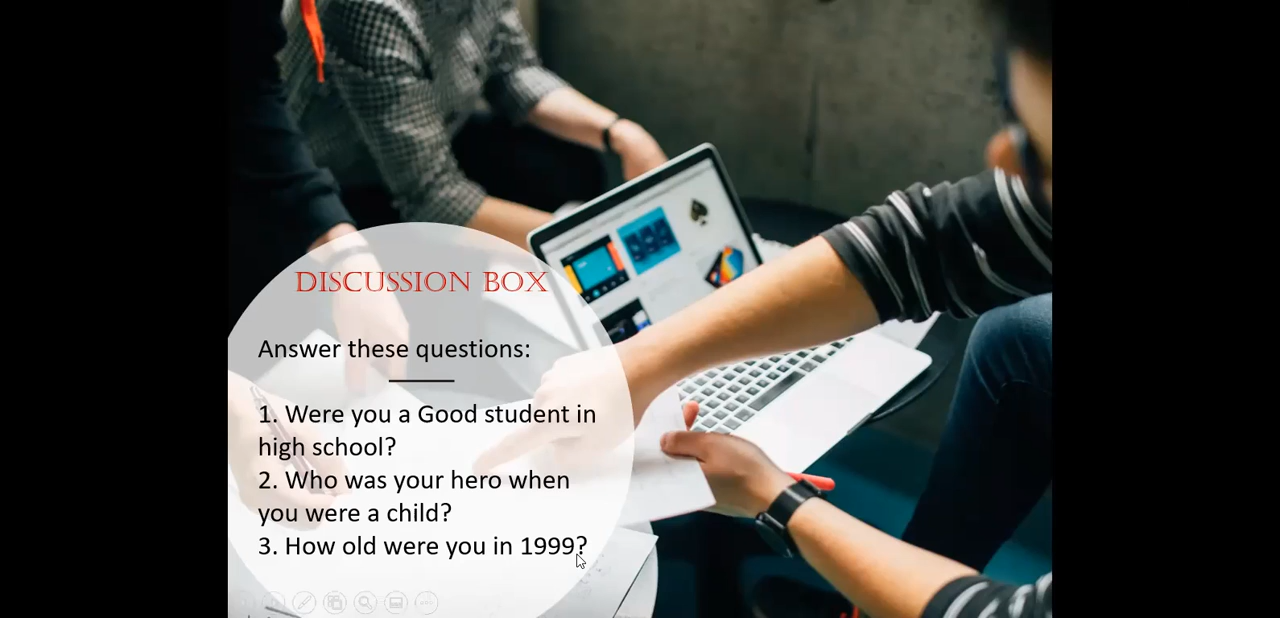 DISCUSSION BOX
Answer these questions:
1. Were you a Good student in
high school?
2. Who was your hero when
you were a child?
3. How old were you in 1999?